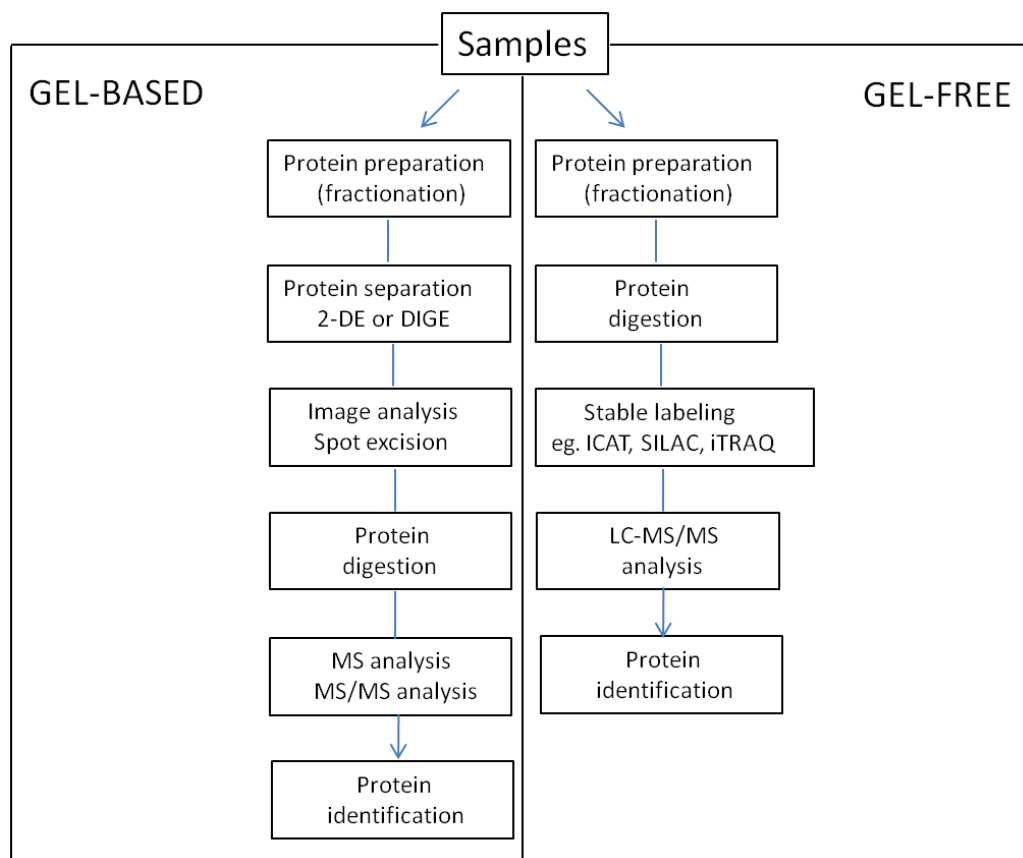 Samples
GEL-BASED
GEL-FREE
Protein preparation
(fractionation)
Protein separation
2-DE or DIGE
Image analysis
Spot excision
Protein
digestion
MS analysis
MS/MS analysis
Protein
identification
Protein preparation
(fractionation)
Protein
digestion
Stable labeling
eg. ICAT, SILAC, iTRAQ
LC-MS/MS
analysis
Protein
identification